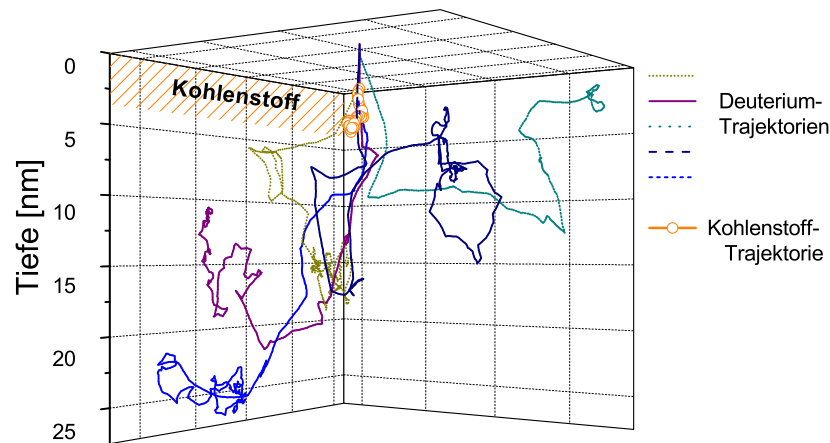 0
5
10
15
20
25
Tiefe [nm]
Kohlenstoff
Deuterium-
Trajektorien
Kohlenstoff-
Trajektorie